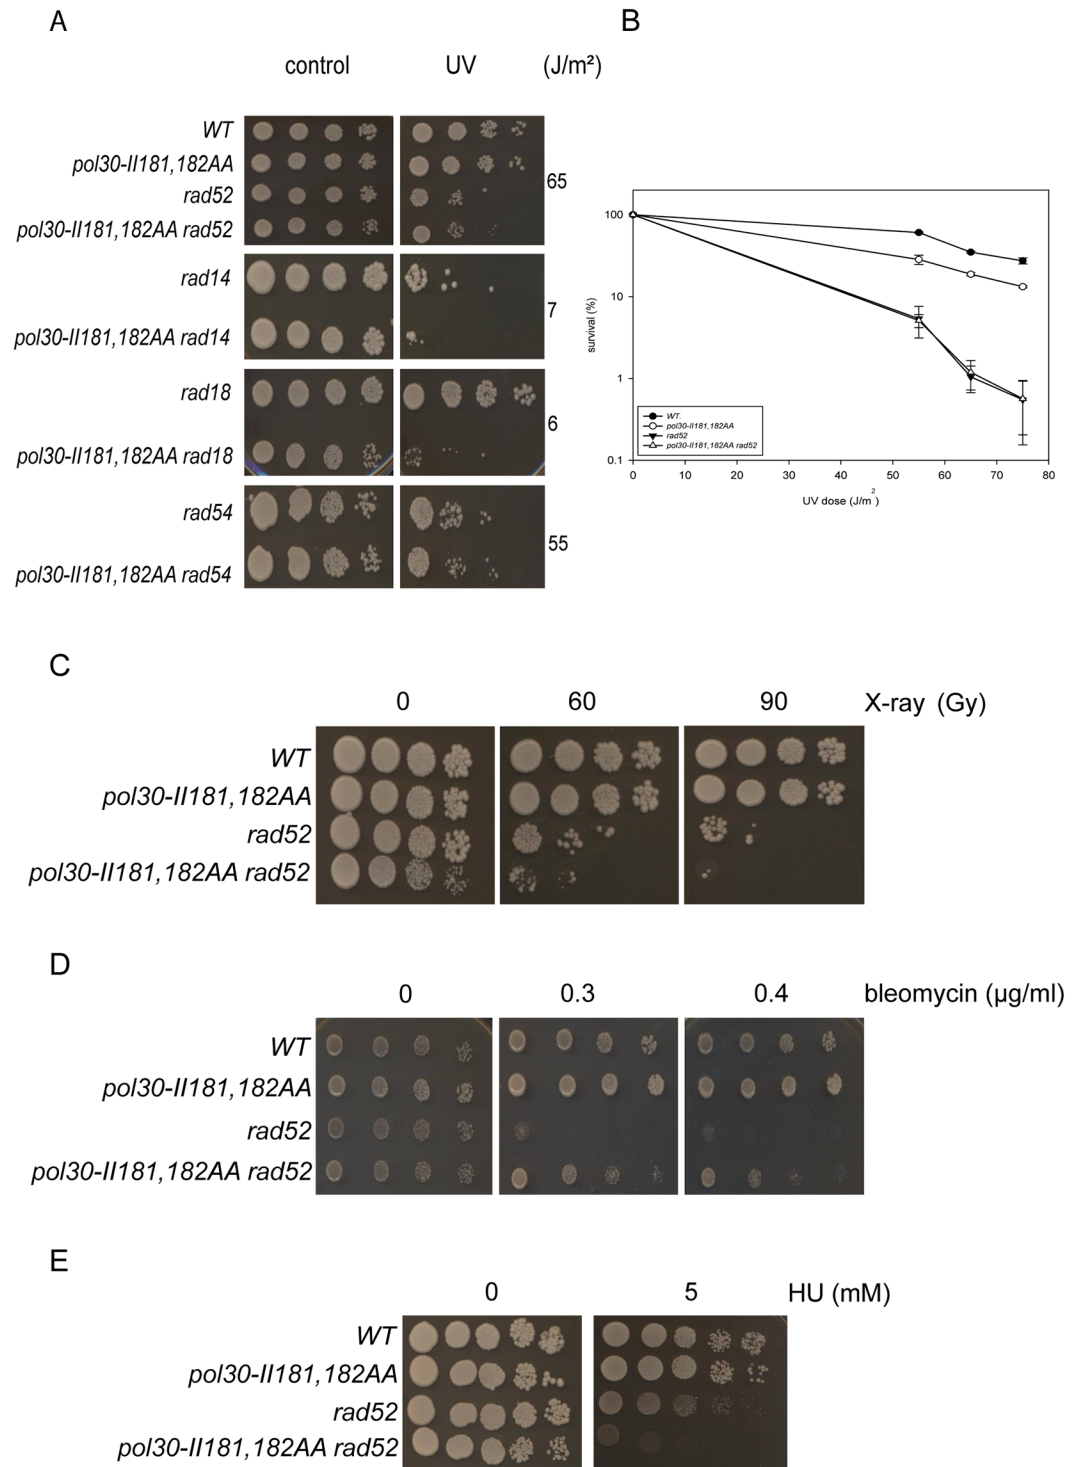 A
control UV (J/m²)
WT
pol30-II181,182AA
rad52
pol30-II181,182AA rad52
65
rad14
pol30-II181,182AA rad14
7
rad18
pol30-II181,182AA rad18
6
rad54
pol30-II181,182AA rad54
55
B
100
10
1
0.1
survival (%)
WT.
pol30-II181,182AA
rad52
pol30-II181,182AA rad52
0 10 20 30 40 50 60 70 80
UV dose (J/m²)
C
0 60 90 X-ray (Gy)
WT
pol30-II181,182AA
rad52
pol30-II181,182AA rad52
D
0 0.3 0.4 bleomycin (µg/ml)
WT
pol30-II181,182AA
rad52
pol30-II181,182AA rad52
E
0 5 HU (mM)
WT
pol30-II181,182AA
rad52
pol30-II181,182AA rad52